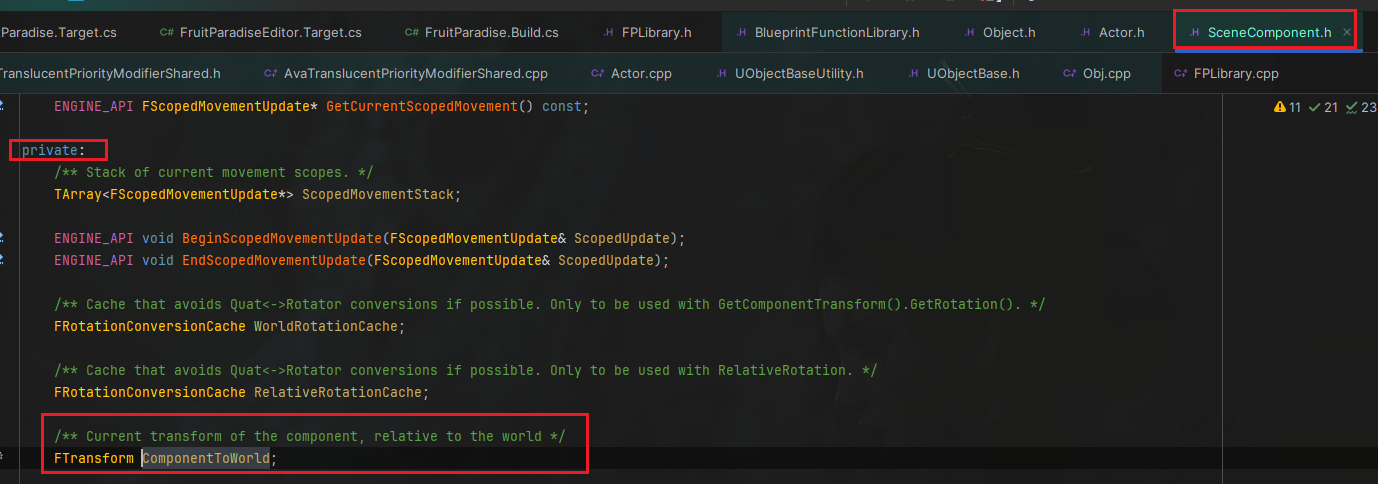 Paradise.Target.cs C# FruitParadiseEditor.Target.cs C# FruitParadise.Build.cs .H FPLibrary.h .H BlueprintFunctionLibrary.h .H Object.h .H Actor.h .H SceneComponent.h ×
TranslucentPriorityModifierShared.h C+ AvaTranslucentPriorityModifierShared.cpp C+ Actor.cpp .H UObjectBaseUtility.h .H UObjectBase.h C+ Obj.cpp C+ FPLibrary.cpp
ENGINE_API FScopedMovementUpdate* GetCurrentScopedMovement() const;
11 21 23
private:
/** Stack of current movement scopes. */
TArray<FScopedMovementUpdate*> ScopedMovementStack;
ENGINE_API void BeginScopedMovementUpdate(FScopedMovementUpdate& ScopedUpdate);
ENGINE_API void EndScopedMovementUpdate(FScopedMovementUpdate& ScopedUpdate);
/** Cache that avoids Quat<->Rotator conversions if possible. Only to be used with GetComponentTransform().GetRotation(). */
FRotationConversionCache WorldRotationCache;
/** Cache that avoids Quat<->Rotator conversions if possible. Only to be used with RelativeRotation. */
FRotationConversionCache RelativeRotationCache;
/** Current transform of the component, relative to the world */
FTransform ComponentToWorld;